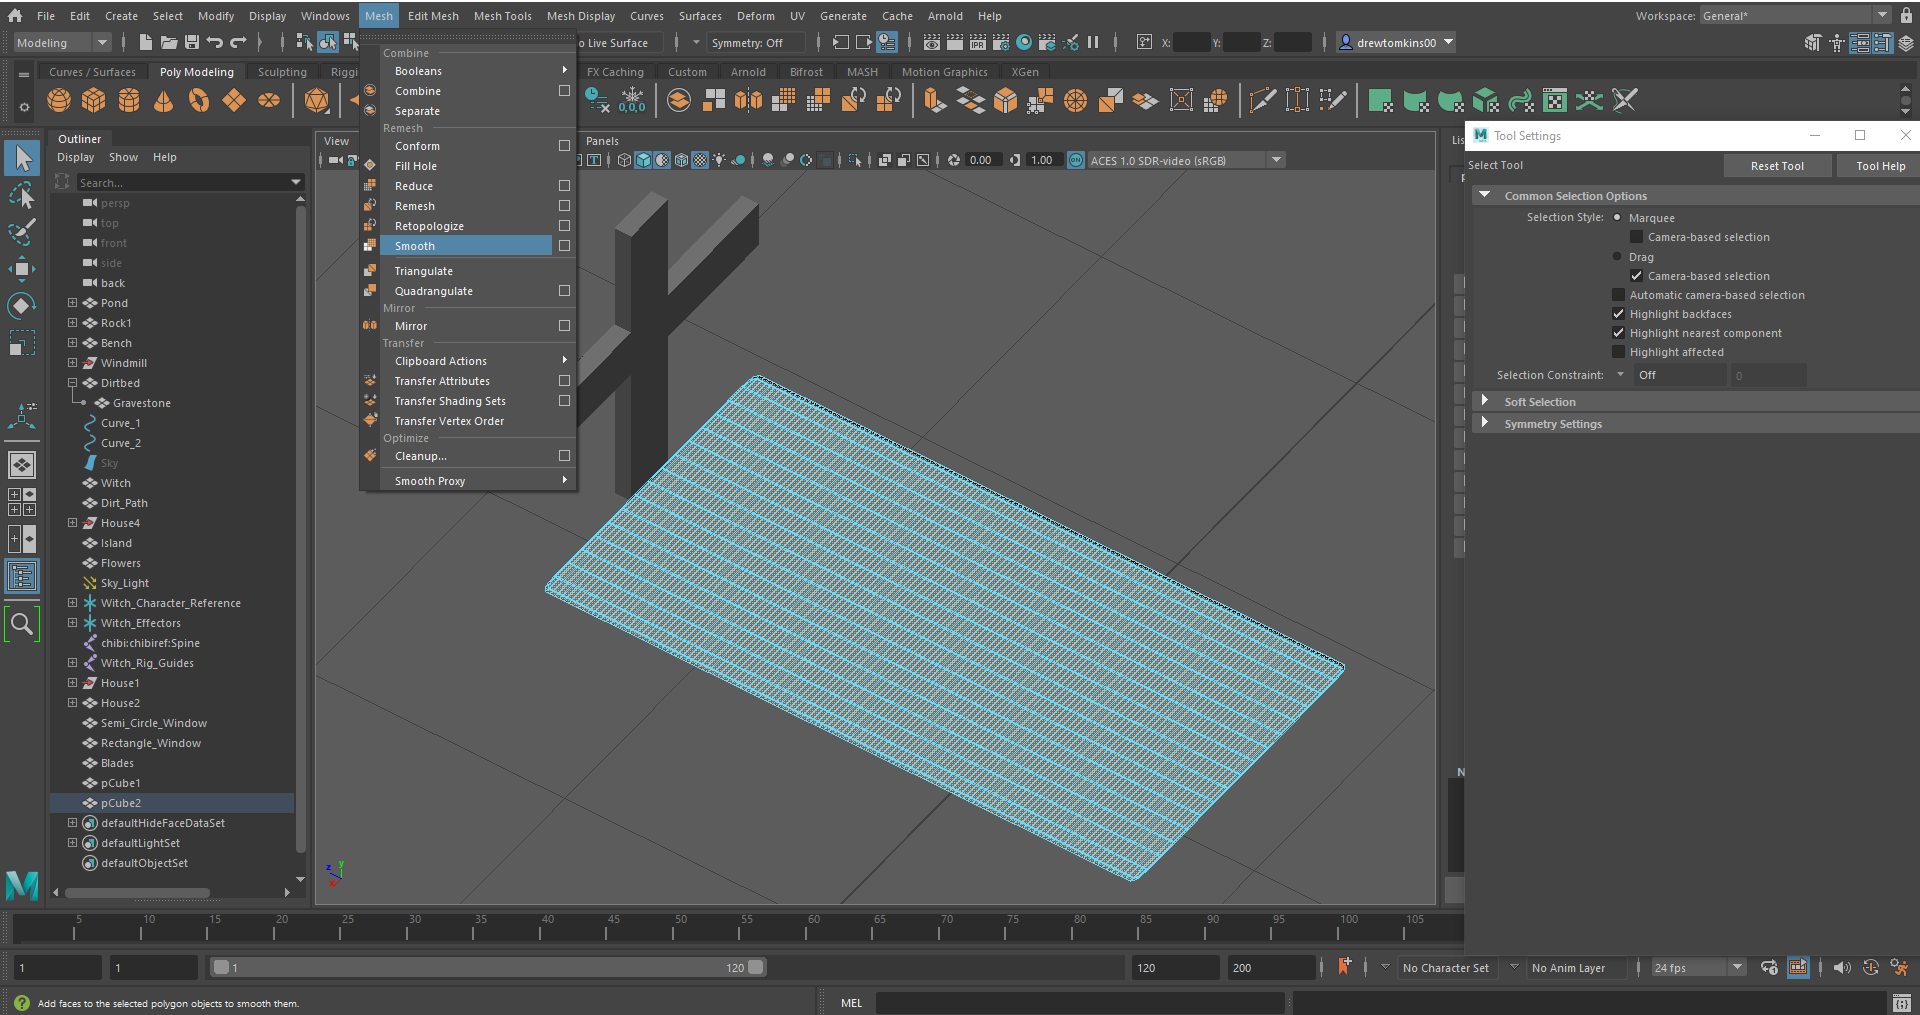 File Edit Create Select Modify Display Windows Mesh Edit Mesh Mesh Tools Mesh Display Curves Surfaces Deform UV Generate Cache Arnold Help
Workspace: General*
Modeling
o Live Surface
Symmetry: Off
X: Y: Z:
drewtomkins00
Curves / Surfaces Poly Modeling Sculpting Riggi FX Caching Custom Arnold Bifrost MASH Motion Graphics XGen
IPR
0,0,0
Outliner
Display Show Help
Search...
persp
top
front
side
back
Pond
Rock1
Bench
Windmill
Dirtbed
Gravestone
Curve_1
Curve_2
Sky
Witch
Dirt_Path
House4
Island
Flowers
Sky_Light
Witch_Character_Reference
Witch_Effectors
chibi:chibiref:Spine
Witch_Rig_Guides
House1
House2
Semi_Circle_Window
Rectangle_Window
Blades
pCube1
pCube2
defaultHideFaceDataSet
defaultLightSet
defaultObjectSet
View
Panels
0.00
1.00
ACES 1.0 SDR-video (sRGB)
Combine
Booleans
Combine
Separate
Remesh
Conform
Fill Hole
Reduce
Remesh
Retopologize
Smooth
Triangulate
Quadrangulate
Mirror
Mirror
Transfer
Clipboard Actions
Transfer Attributes
Transfer Shading Sets
Transfer Vertex Order
Optimize
Cleanup...
Smooth Proxy
z y x
Lis
N
Tool Settings
Select Tool
Reset Tool
Tool Help
Common Selection Options
Selection Style: Marquee
Camera-based selection
Drag
Camera-based selection
Automatic camera-based selection
Highlight backfaces
Highlight nearest component
Highlight affected
Selection Constraint: Off 0
Soft Selection
Symmetry Settings
5 10 15 20 25 30 35 40 45 50 55 60 65 70 75 80 85 90 95 100 105
1 1 1 120 120 200 No Character Set No Anim Layer 24 fps
Add faces to the selected polygon objects to smooth them.
MEL